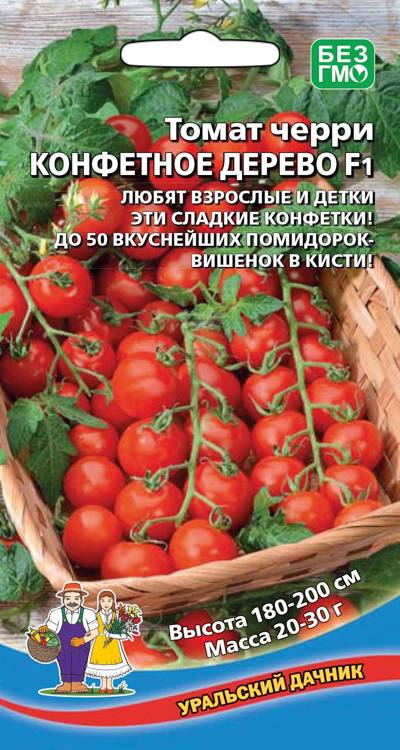 БЕЗ
ГМО
Томат черри
КОНФЕТНОЕ ДЕРЕВО F1
ЛЮБЯТ ВЗРОСЛЫЕ И ДЕТКИ
ЭТИ СЛАДКИЕ КОНФЕТКИ!
ДО 50 ВКУСНЕЙШИХ ПОМИДОРОК-
ВИШЕНОК В КИСТИ!
Высота 180-200 см
Масса 20-30 г
УРАЛЬСКИЙ ДАЧНИК